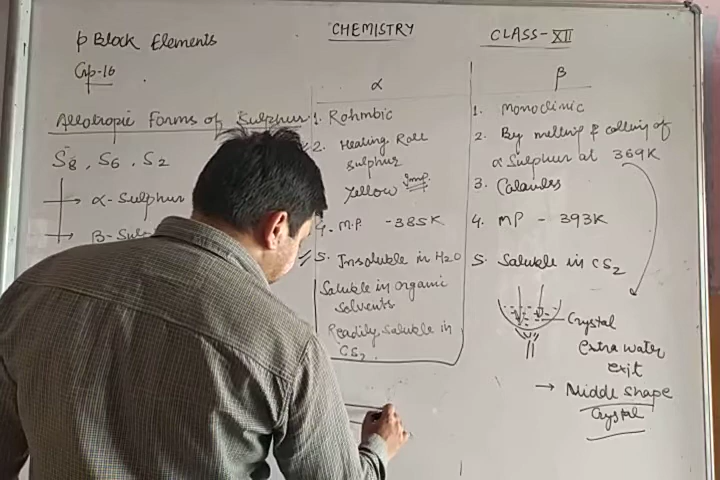 CHEMISTRY
CLASS-XII
p Block Elements
Gp-16
Allotropic Forms of Sulphur
S8, S6, S2
α-Sulphur
β-Sul
α
1. Rohmbic
2. Heating Roll
Sulphur
Yellow Imp.
4. M.P. -385K
5. Insoluble in H2O
Soluble in organic
solvents
Readily soluble in
CS2.
β
1. Monoclinic
2. By melting & colling of
α Sulphur at 369K
3.
4. MP - 393K
5. Soluble in CS2
Crystal
extra water
exit
→ Niddle shape
Crystal